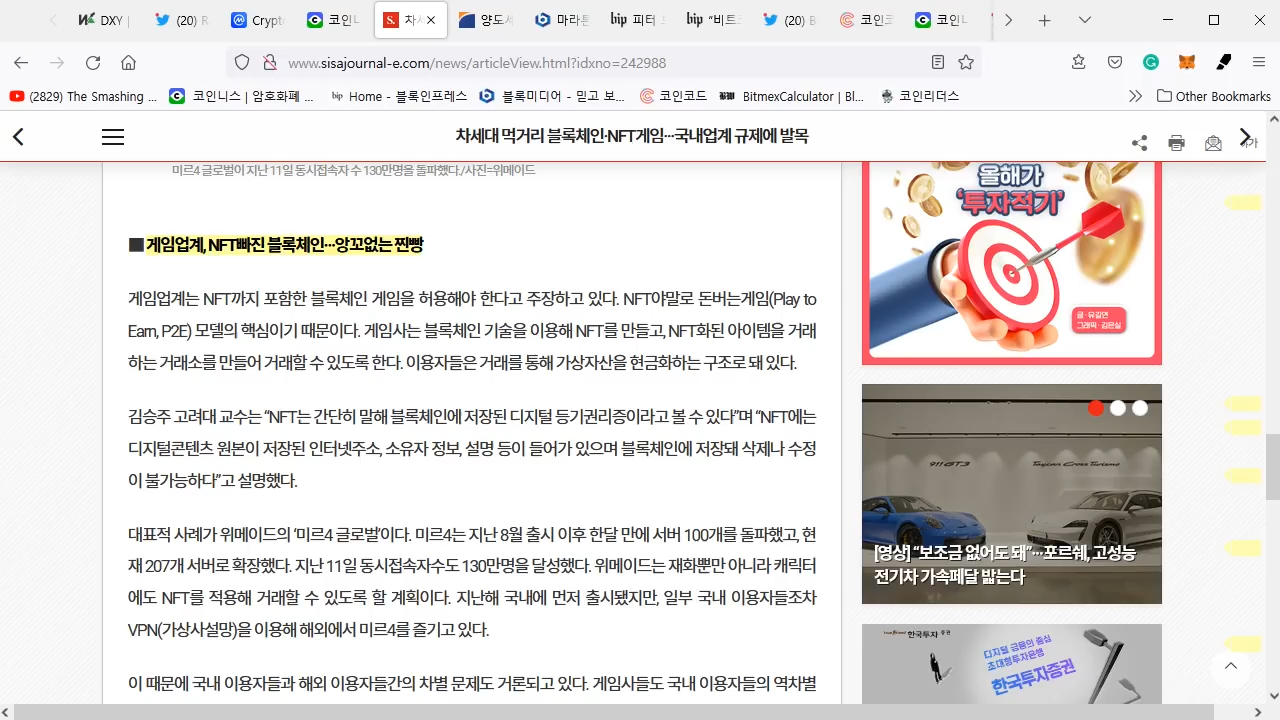 DXY |
(20) R
Crypt
코인ㄴ
차세
양도세
마라톤
피터
"비트
(20) B
코인코
코인ㄴ
www.sisajournal-e.com/news/articleView.html?idxno=242988
(2829) The Smashing ...
코인니스 | 암호화폐 ...
Home - 블록인프레스
블록미디어 - 믿고 보...
코인코드
BitmexCalculator | Bl...
코인리더스
Other Bookmarks
차세대 먹거리 블록체인·NFT게임···국내업계 규제에 발목
미르4 글로벌이 지난 11일 동시접속자 수 130만명을 돌파했다./사진=위메이드
■ 게임업계, NFT빠진 블록체인···앙꼬없는 찐빵
게임업계는 NFT까지 포함한 블록체인 게임을 허용해야 한다고 주장하고 있다. NFT야말로 돈버는게임(Play to
Earn, P2E) 모델의 핵심이기 때문이다. 게임사는 블록체인 기술을 이용해 NFT를 만들고, NFT화된 아이템을 거래
하는 거래소를 만들어 거래할 수 있도록 한다. 이용자들은 거래를 통해 가상자산을 현금화하는 구조로 돼 있다.
김승주 고려대 교수는 “NFT는 간단히 말해 블록체인에 저장된 디지털 등기권리증이라고 볼 수 있다”며 “NFT에는
디지털콘텐츠 원본이 저장된 인터넷주소, 소유자 정보, 설명 등이 들어가 있으며 블록체인에 저장돼 삭제나 수정
이 불가능하다”고 설명했다.
대표적 사례가 위메이드의 ‘미르4 글로벌’이다. 미르4는 지난 8월 출시 이후 한달 만에 서버 100개를 돌파했고, 현
재 207개 서버로 확장했다. 지난 11일 동시접속자수도 130만명을 달성했다. 위메이드는 재화뿐만 아니라 캐릭터
에도 NFT를 적용해 거래할 수 있도록 할 계획이다. 지난해 국내에 먼저 출시됐지만, 일부 국내 이용자들조차
VPN(가상사설망)을 이용해 해외에서 미르4를 즐기고 있다.
이 때문에 국내 이용자들과 해외 이용자들간의 차별 문제도 거론되고 있다. 게임사들도 국내 이용자들의 역차별
올해가
‘투자적기’
글·유길연
그래픽·김은실
911 GT3
Taycan Cross Turismo
[영상] “보조금 없어도 돼”···포르쉐, 고성능
전기차 가속페달 밟는다
한국투자 증권
디지털 금융의 중심
초대형투자은행
한국투자증권